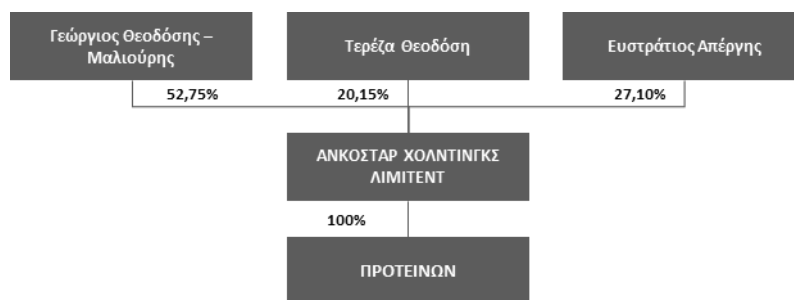 Γεώργιος Θεοδόσης –
Μαλιούρης
Τερέζα Θεοδόση
Ευστράτιος Απέργης
52,75%
20,15%
27,10%
ΑΝΚΟΣΤΑΡ ΧΟΛΝΤΙΝΓΚΣ
ΛΙΜΙΤΕΝΤ
100%
ΠΡΟΤΕΙΝΩΝ